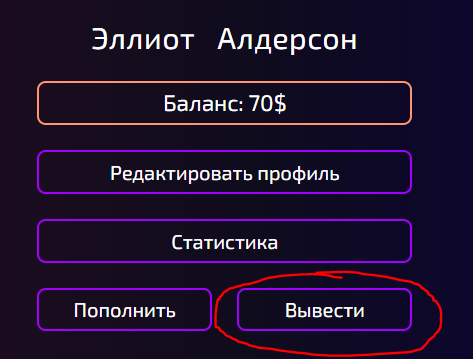 Эллиот Алдерсон
Баланс: 70$
Редактировать профиль
Статистика
Пополнить Вывести